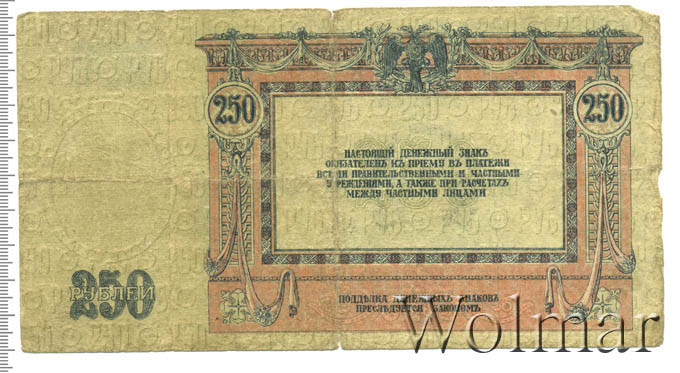 250
250
НАСТОЯЩІЙ ДЕНЕЖНЫЙ ЗНАКЪ
ОБЯЗАТЕЛЕНЪ КЪ ПРІЕМУ ВЪ ПЛАТЕЖИ
ПРАВИТЕЛЬСТВЕННЫМИ И ЧАСТНЫМИ
УЧРЕЖДЕНІЯМИ, А ТАКЖЕ ПРИ РАСЧЕТАХЪ
МЕЖДУ ЧАСТНЫМИ ЛИЦАМИ
250
РУБЛЕЙ
ПОДДѢЛКА ДЕНЕЖНЫХЪ ЗНАКОВЪ
ПРЕСЛѢДУЕТСЯ ЗАКОНОМЪ
Wolmar